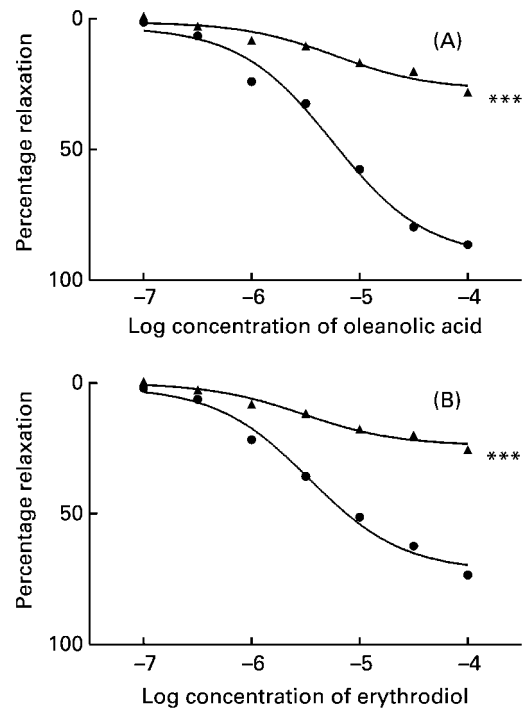 (A)
Percentage relaxation
0
50
100
***
–7 –6 –5 –4
Log concentration of oleanolic acid
(B)
Percentage relaxation
0
50
100
***
–7 –6 –5 –4
Log concentration of erythrodiol